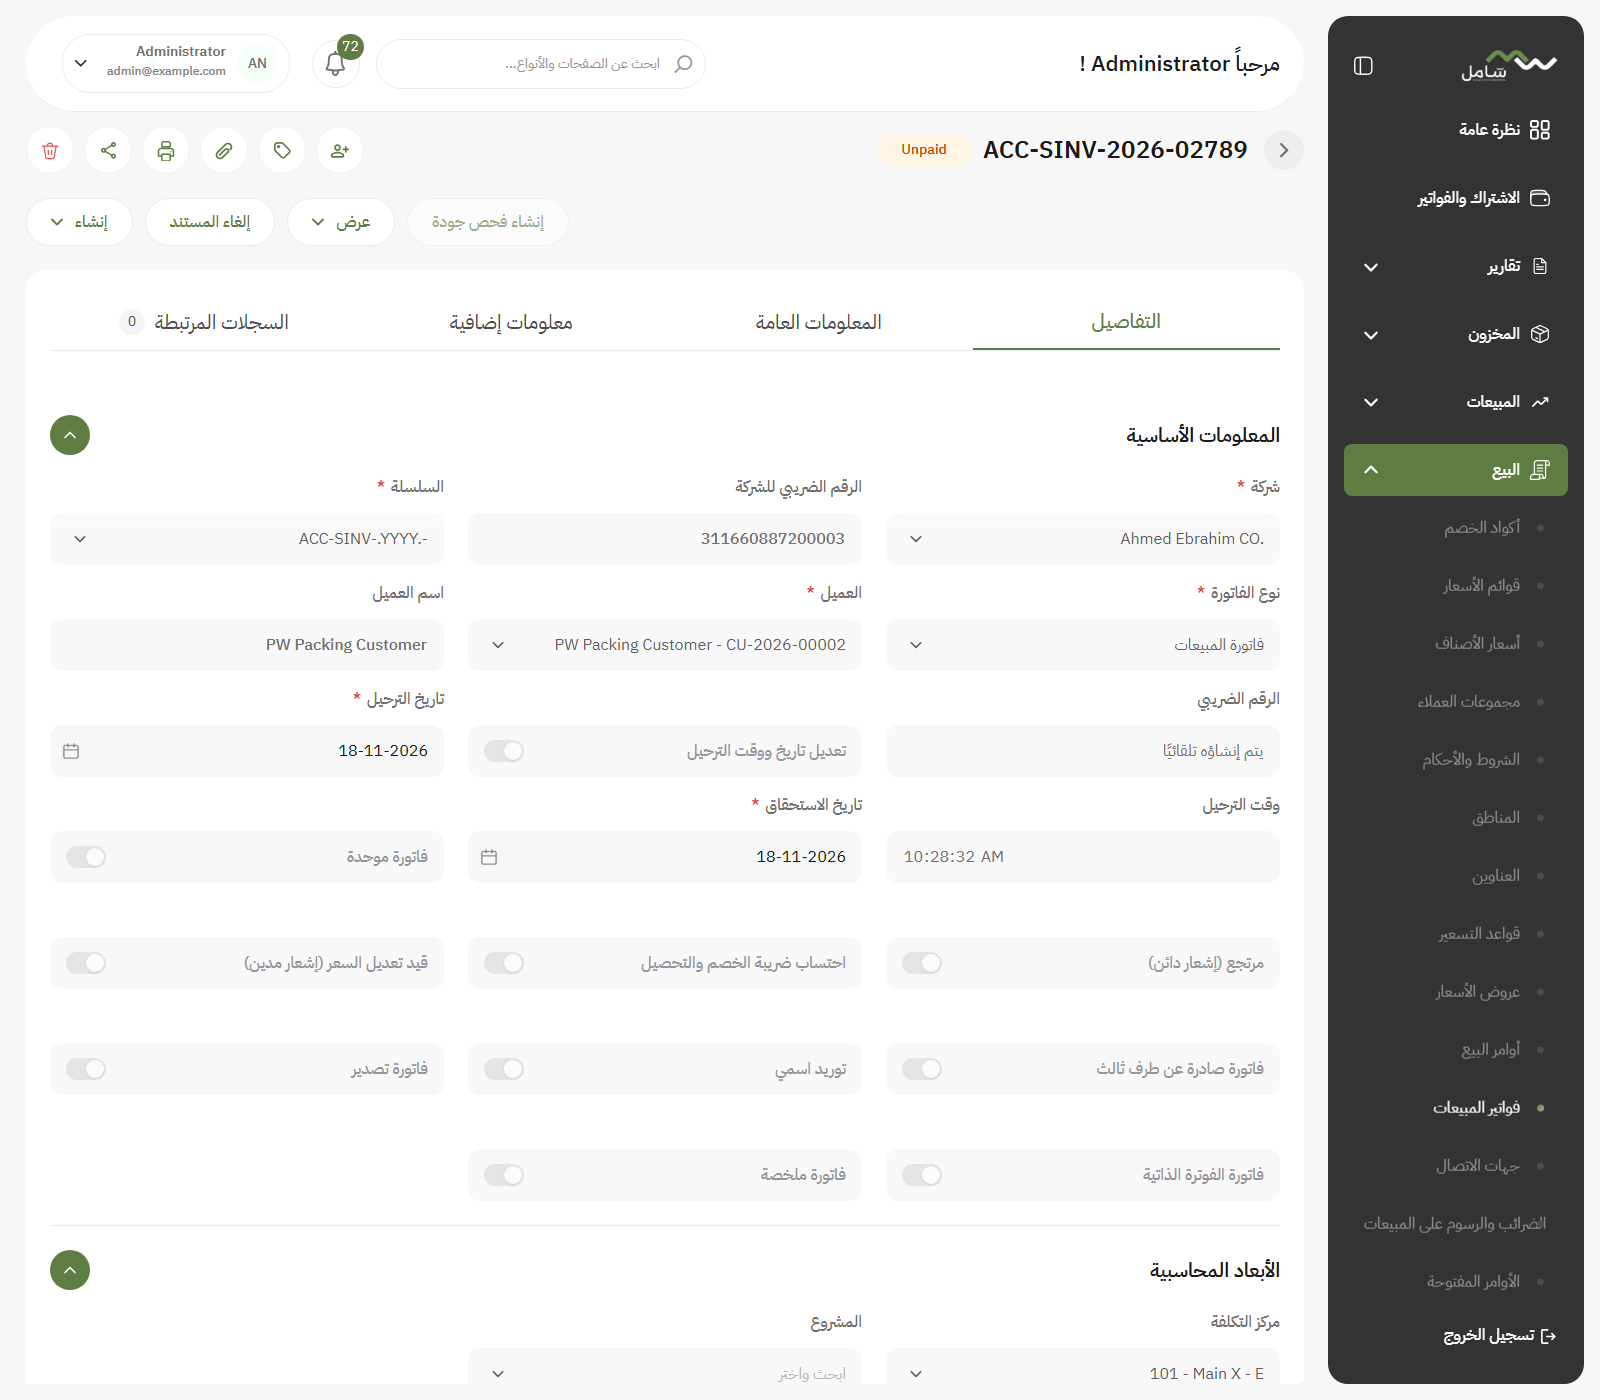 شامل
نظرة عامة
الاشتراك والفواتير
تقارير
المخزون
المبيعات
البيع
أكواد الخصم
قوائم الأسعار
أسعار الأصناف
مجموعات العملاء
الشروط والأحكام
المناطق
العناوين
قواعد التسعير
عروض الأسعار
أوامر البيع
فواتير المبيعات
جهات الاتصال
الضرائب والرسوم على المبيعات
الأوامر المفتوحة
تسجيل الخروج
مرحباً Administrator !
ابحث عن الصفحات والأنواع...
72
AN
Administrator
admin@example.com
ACC-SINV-2026-02789
Unpaid
إنشاء فحص جودة
عرض
إلغاء المستند
إنشاء
التفاصيل
المعلومات العامة
معلومات إضافية
السجلات المرتبطة 0
المعلومات الأساسية
شركة *
الرقم الضريبي للشركة
السلسلة *
Ahmed Ebrahim CO.
311660887200003
ACC-SINV-.YYYY.-
نوع الفاتورة *
العميل *
اسم العميل
فاتورة المبيعات
PW Packing Customer - CU-2026-00002
PW Packing Customer
الرقم الضريبي
تاريخ الترحيل *
يتم إنشاؤه تلقائيًا
تعديل تاريخ ووقت الترحيل
18-11-2026
وقت الترحيل
تاريخ الاستحقاق *
10:28:32 AM
18-11-2026
فاتورة موحدة
مرتجع (إشعار دائن)
احتساب ضريبة الخصم والتحصيل
قيد تعديل السعر (إشعار مدين)
فاتورة صادرة عن طرف ثالث
توريد اسمي
فاتورة تصدير
فاتورة الفوترة الذاتية
فاتورة ملخصة
الأبعاد المحاسبية
مركز التكلفة
المشروع
101 - Main X - E
ابحث واختر